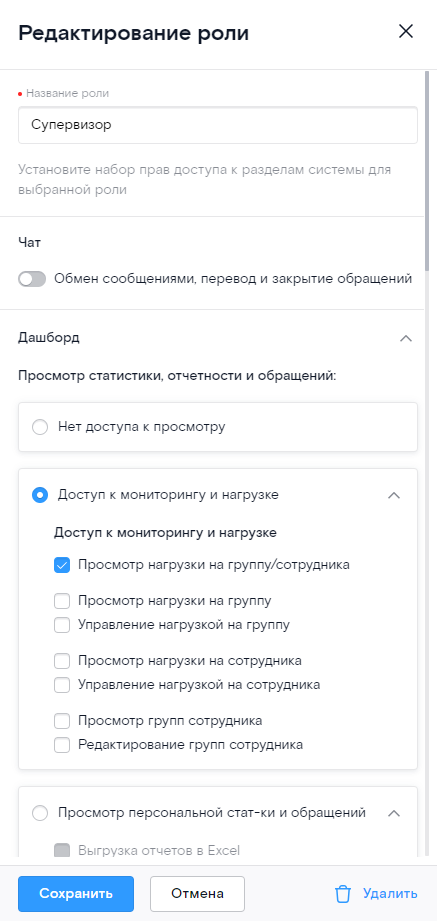 Редактирование роли
Название роли
Супервизор
Установите набор прав доступа к разделам системы для
выбранной роли
Чат
Обмен сообщениями, перевод и закрытие обращений
Дашборд
Просмотр статистики, отчетности и обращений:
Нет доступа к просмотру
Доступ к мониторингу и нагрузке
Доступ к мониторингу и нагрузке
Просмотр нагрузки на группу/сотрудника
Просмотр нагрузки на группу
Управление нагрузкой на группу
Просмотр нагрузки на сотрудника
Управление нагрузкой на сотрудника
Просмотр групп сотрудника
Редактирование групп сотрудника
Просмотр персональной стат-ки и обращений
Выгрузка отчетов в Excel
Сохранить
Отмена
Удалить